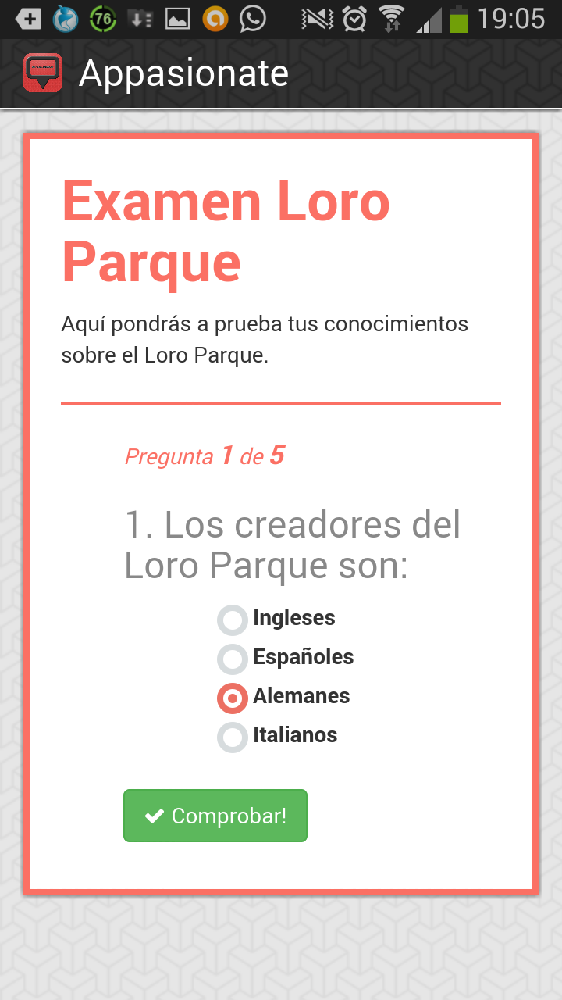 76
19:05
Appasionate
Examen Loro
Parque
Aquí pondrás a prueba tus conocimientos
sobre el Loro Parque.
Pregunta 1 de 5
1. Los creadores del
Loro Parque son:
Ingleses
Españoles
Alemanes
Italianos
Comprobar!